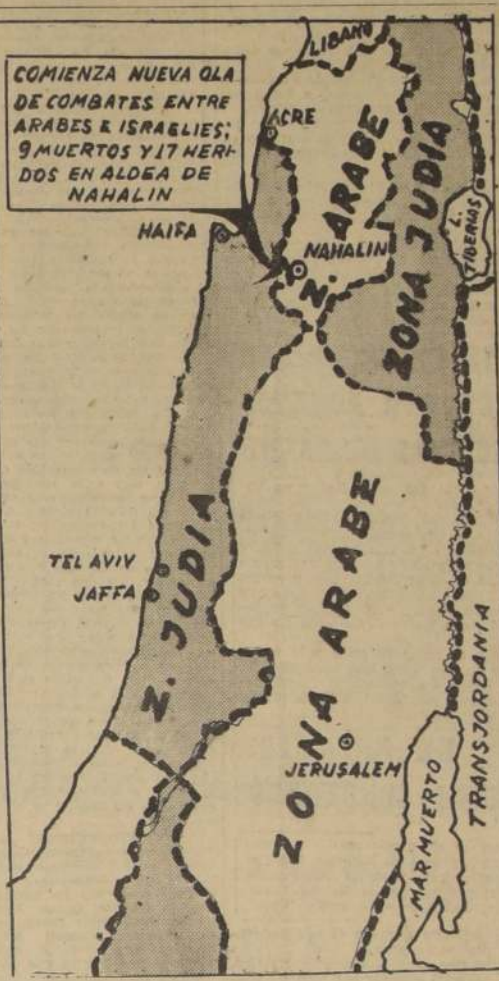 COMIENZA NUEVA OLA
DE COMBATES ENTRE
ARABES E ISRAELIES;
9 MUERTOS Y 17 HERI-
DOS EN ALDEA DE
NAHALIN
LIBANO
ACRE
HAIFA
NAHALIN
Z. ARABE
ZONA JUDIA
L. TIBERIAS
TEL AVIV
JAFFA
Z. JUDIA
ZONA ARABE
JERUSALEM
MAR MUERTO
TRANSJORDANIA